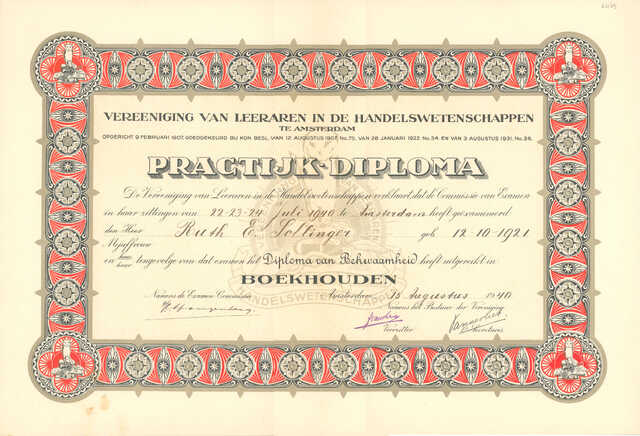 VEREENIGING VAN LEERAREN IN DE HANDELSWETENSCHAPPEN
TE AMSTERDAM
OPGERICHT 9 FEBRUARI 1907. GOEDGEKEURD BIJ KON. BESL. VAN 12 AUGUSTUS 1907, No. 75, VAN 28 JANUARI 1922, No. 54 EN VAN 3 AUGUSTUS 1931, No. 36.
PRACTIJK-DIPLOMA
De Vereeniging van Leeraren in de Handelswetenschappen verklaart, dat de Commissie van Examen
in haar zittingen van 22-23-24 Juli 1940 te Amsterdam heeft geëxamineerd
den Heer Ruth E. Poltinger geb. 12-10-1921
Mejuffrouw
en hem haar tengevolge van dat examen het Diploma van Bekwaamheid heeft uitgereikt in
BOEKHOUDEN
HANDELSWETENSCHAPPEN
Namens de Examen-Commissie Amsterdam, 15 Augustus 1940
Namens het Bestuur der Vereeniging
Voorzitter Secretaris